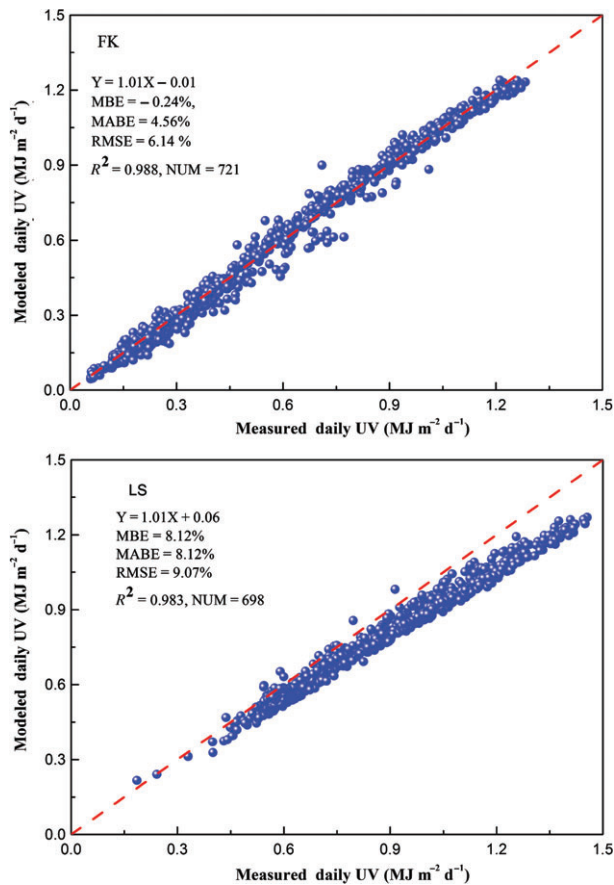 FK
Y = 1.01X – 0.01
MBE = – 0.24%,
MABE = 4.56%
RMSE = 6.14 %
R² = 0.988, NUM = 721
Modeled daily UV (MJ m⁻² d⁻¹)
1.5
1.2
0.9
0.6
0.3
0.0
0.0 0.3 0.6 0.9 1.2 1.5
Measured daily UV (MJ m⁻² d⁻¹)
LS
Y = 1.01X + 0.06
MBE = 8.12%
MABE = 8.12%
RMSE = 9.07%
R² = 0.983, NUM = 698
Modeled daily UV (MJ m⁻² d⁻¹)
1.5
1.2
0.9
0.6
0.3
0.0
0.0 0.3 0.6 0.9 1.2 1.5
Measured daily UV (MJ m⁻² d⁻¹)